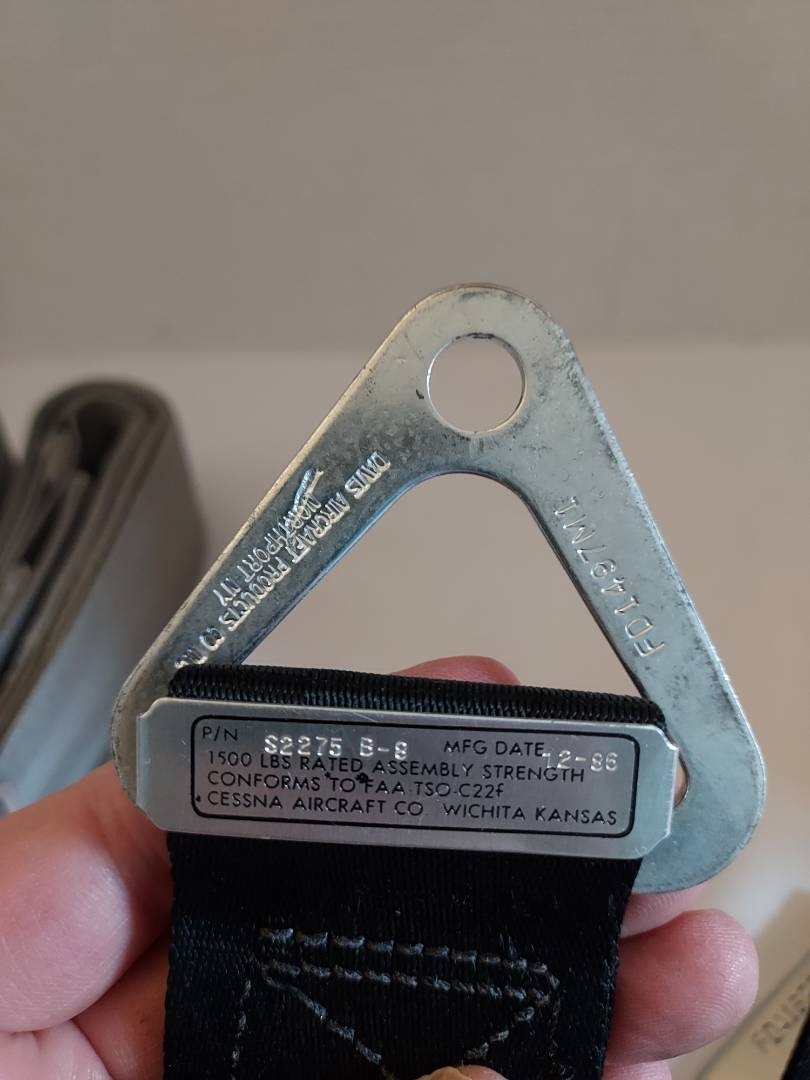 DAVIS AIRCRAFT PRODUCTS CO
NORTHPORT NY
FD1497M1
P/N S2275 B-8 MFG DATE 12-86
1500 LBS RATED ASSEMBLY STRENGTH
CONFORMS TO FAA-TSO-C22f
CESSNA AIRCRAFT CO WICHITA KANSAS